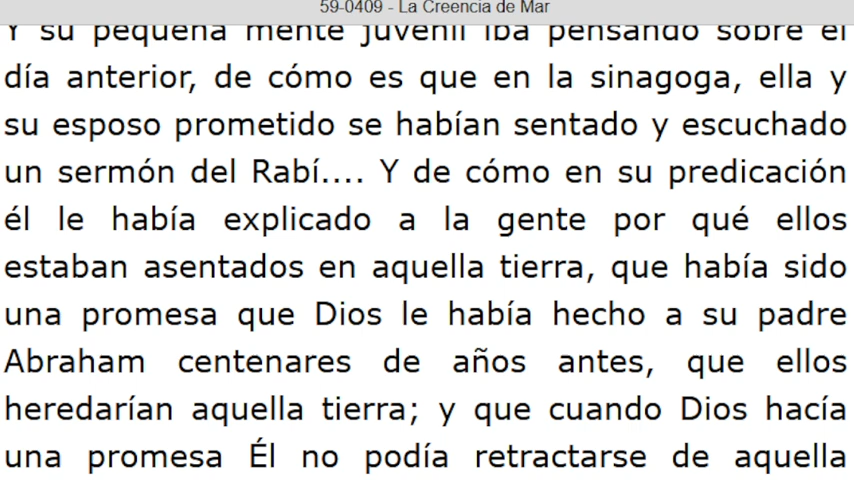 59-0409 - La Creencia de Mar
Y su pequeña mente juvenil iba pensando sobre el
día anterior, de cómo es que en la sinagoga, ella y
su esposo prometido se habían sentado y escuchado
un sermón del Rabí.... Y de cómo en su predicación
él le había explicado a la gente por qué ellos
estaban asentados en aquella tierra, que había sido
una promesa que Dios le había hecho a su padre
Abraham centenares de años antes, que ellos
heredarían aquella tierra; y que cuando Dios hacía
una promesa Él no podía retractarse de aquella